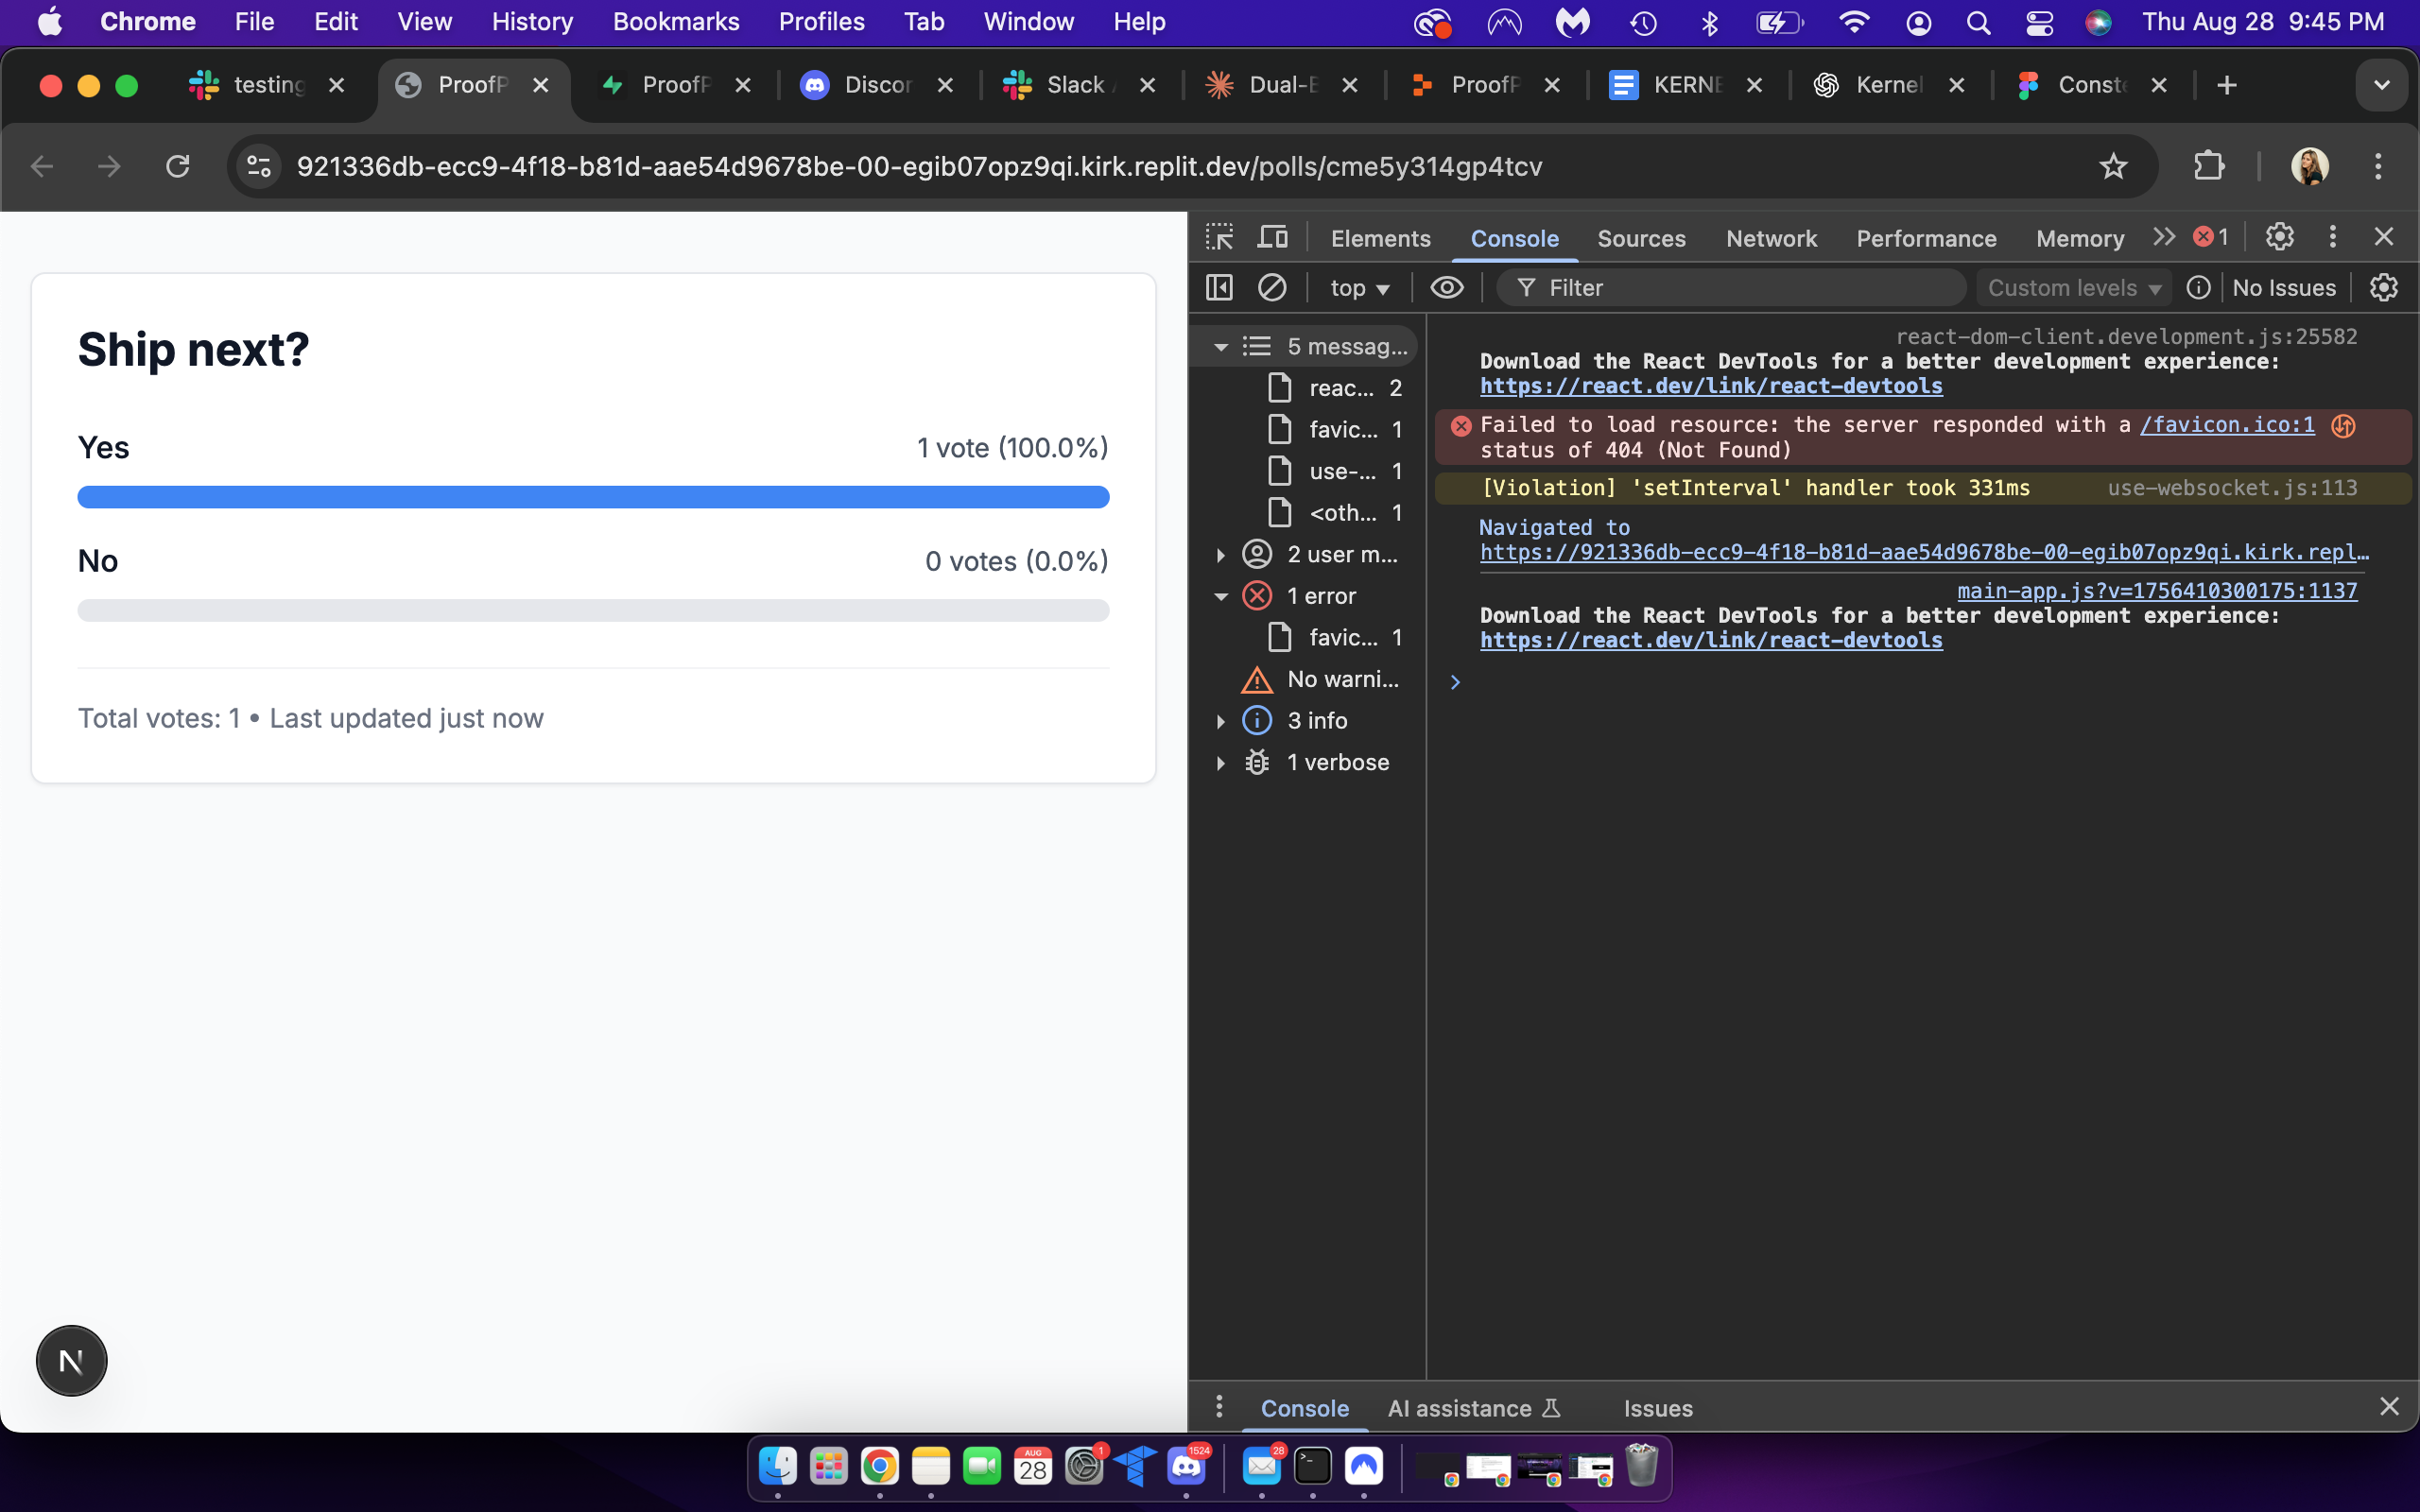 Chrome File Edit View History Bookmarks Profiles Tab Window Help Thu Aug 28 9:45 PM
testing ProofP ProofP Discor Slack Dual-E ProofP KERNE Kernel Conste
921336db-ecc9-4f18-b81d-aae54d9678be-00-egib07opz9qi.kirk.replit.dev/polls/cme5y314gp4tcv
Ship next?
Yes 1 vote (100.0%)
No 0 votes (0.0%)
Total votes: 1 • Last updated just now
N
Elements Console Sources Network Performance Memory 1
top Filter Custom levels No Issues
5 messag...
reac... 2
favic... 1
use-... 1
<oth... 1
2 user m...
1 error
favic... 1
No warni...
3 info
1 verbose
react-dom-client.development.js:25582
Download the React DevTools for a better development experience:
https://react.dev/link/react-devtools
Failed to load resource: the server responded with a /favicon.ico:1
status of 404 (Not Found)
[Violation] 'setInterval' handler took 331ms use-websocket.js:113
Navigated to
https://921336db-ecc9-4f18-b81d-aae54d9678be-00-egib07opz9qi.kirk.repl…
main-app.js?v=1756410300175:1137
Download the React DevTools for a better development experience:
https://react.dev/link/react-devtools
Console AI assistance Issues
AUG
28
1
1524
28